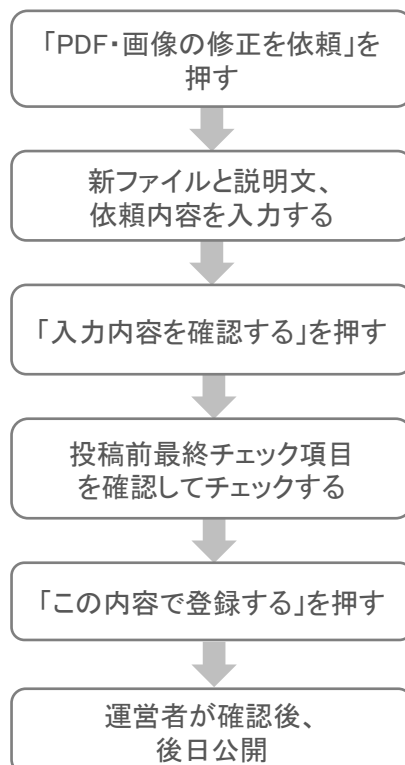 「PDF・画像の修正を依頼」を
押す
新ファイルと説明文、
依頼内容を入力する
「入力内容を確認する」を押す
投稿前最終チェック項目
を確認してチェックする
「この内容で登録する」を押す
運営者が確認後、
後日公開